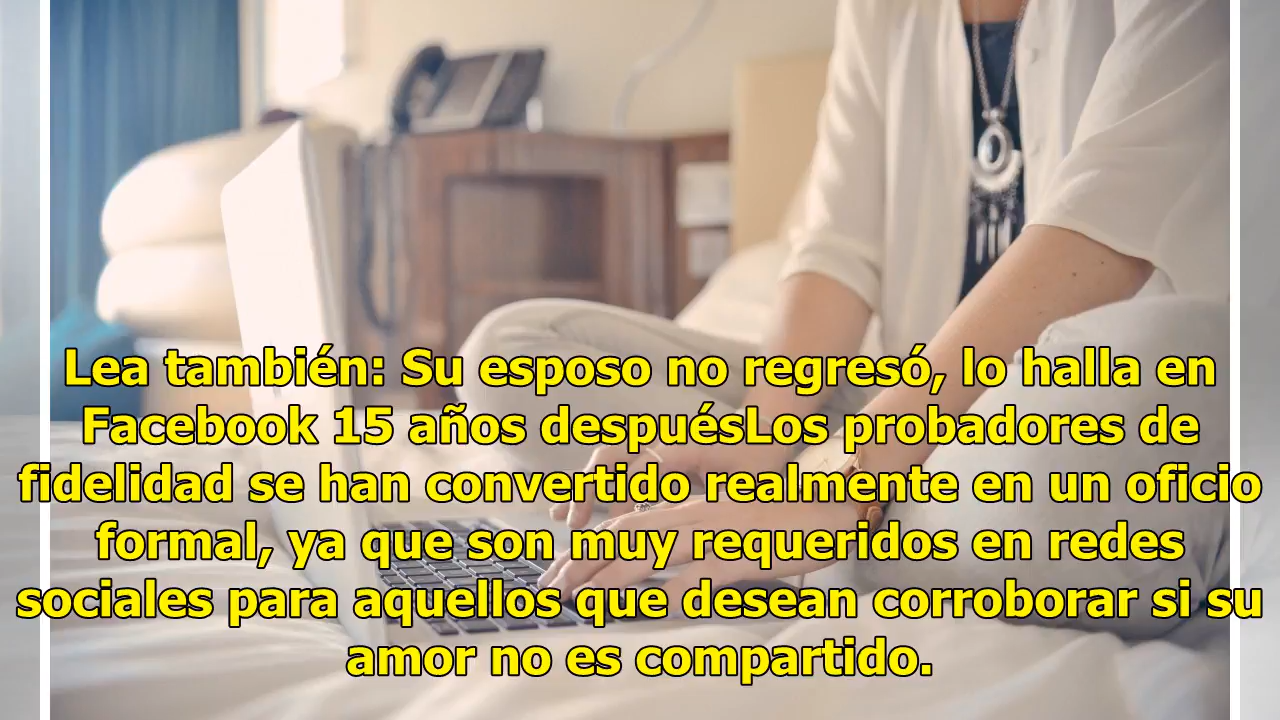 Lea también: Su esposo no regresó, lo halla en
Facebook 15 años despuésLos probadores de
fidelidad se han convertido realmente en un oficio
formal, ya que son muy requeridos en redes
sociales para aquellos que desean corroborar si su
amor no es compartido.